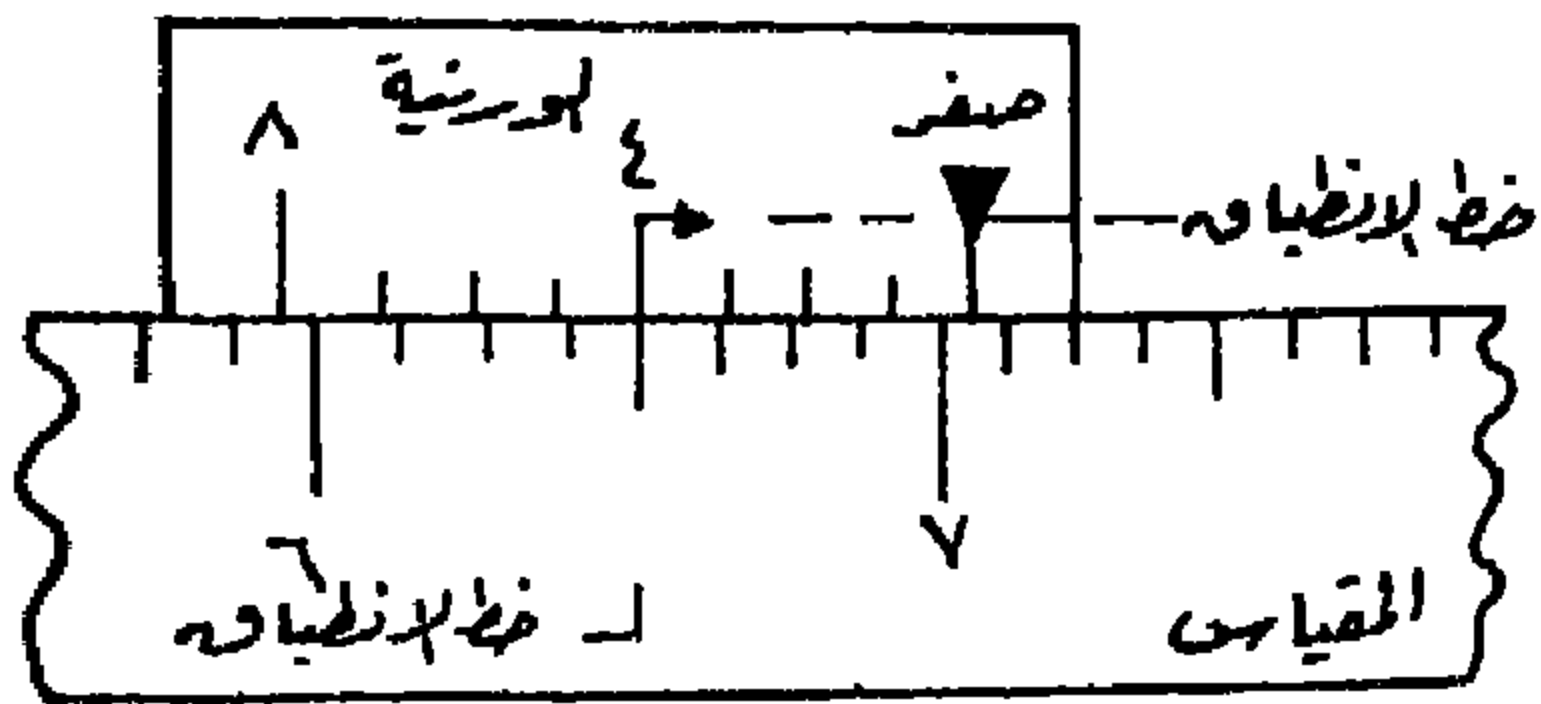 صفر
الورنية
٤
٨
خط الانطباق
٧
٦
خط الانطباق
المقياس